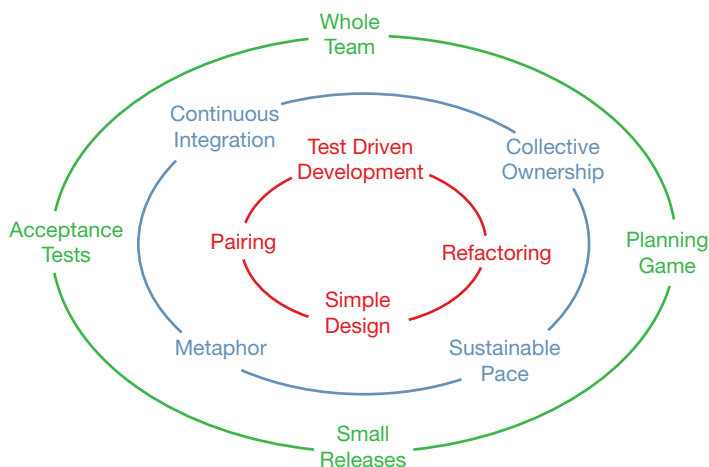 Whole
Team
Continuous
Integration
Test Driven
Development
Collective
Ownership
Acceptance
Tests
Pairing
Refactoring
Planning
Game
Simple
Design
Metaphor
Sustainable
Pace
Small
Releases